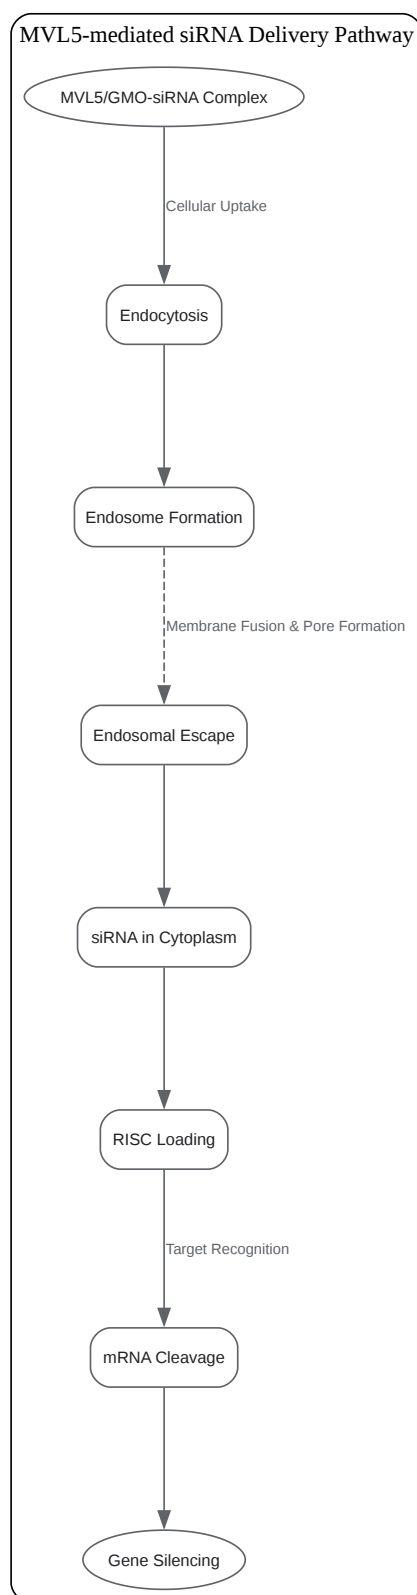 MVL5-mediated siRNA Delivery Pathway
MVL5/GMO-siRNA Complex
Cellular Uptake
Endocytosis
Endosome Formation
Membrane Fusion & Pore Formation
Endosomal Escape
siRNA in Cytoplasm
RISC Loading
Target Recognition
mRNA Cleavage
Gene Silencing